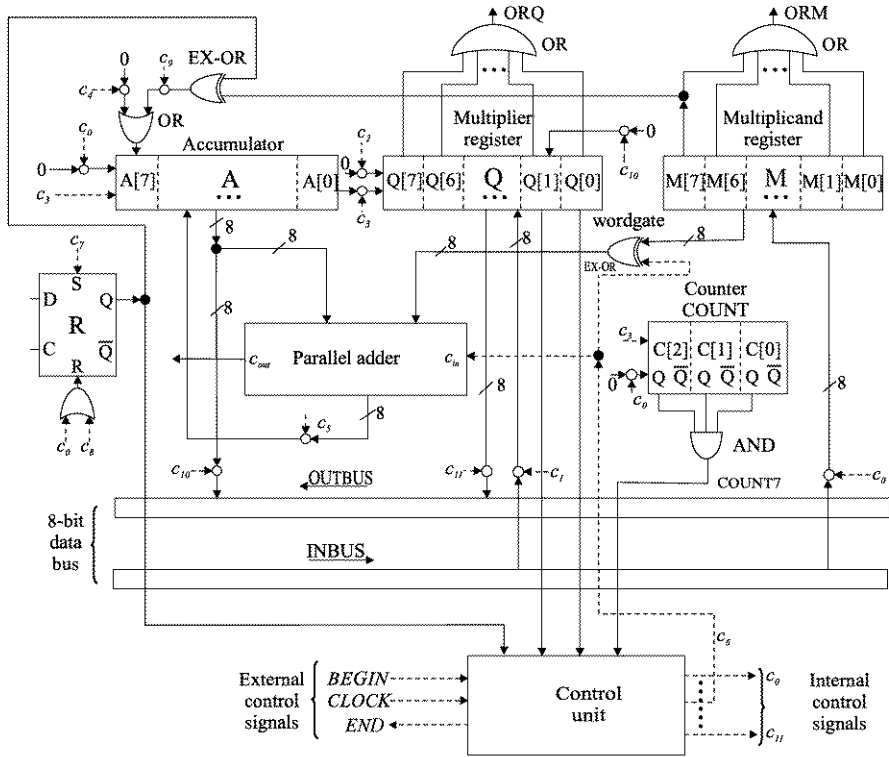 ORQ
ORM
OR
OR
EX-OR
0
c9
c4
OR
c0
Accumulator
c2
Multiplier
register
0
c10
Multiplicand
register
0
c3
A[7]
A
...
A[0]
0
c3
Q[7]
Q[6]
Q
...
Q[1]
Q[0]
M[7]
M[6]
M
...
M[1]
M[0]
8
8
8
8
wordgate
8
EX-OR
c7
S
D
Q
R
C
Q̅
R
c0
c8
8
Counter
COUNT
c3
C[2]
C[1]
C[0]
Q Q̅
Q Q̅
Q Q̅
0
c0
Parallel adder
cout
cin
8
8
8
c5
AND
COUNT7
c10
c11
c1
c0
OUTBUS
8-bit
data
bus
INBUS
c6
External
control
signals
BEGIN
CLOCK
END
Control
unit
c0
c11
Internal
control
signals